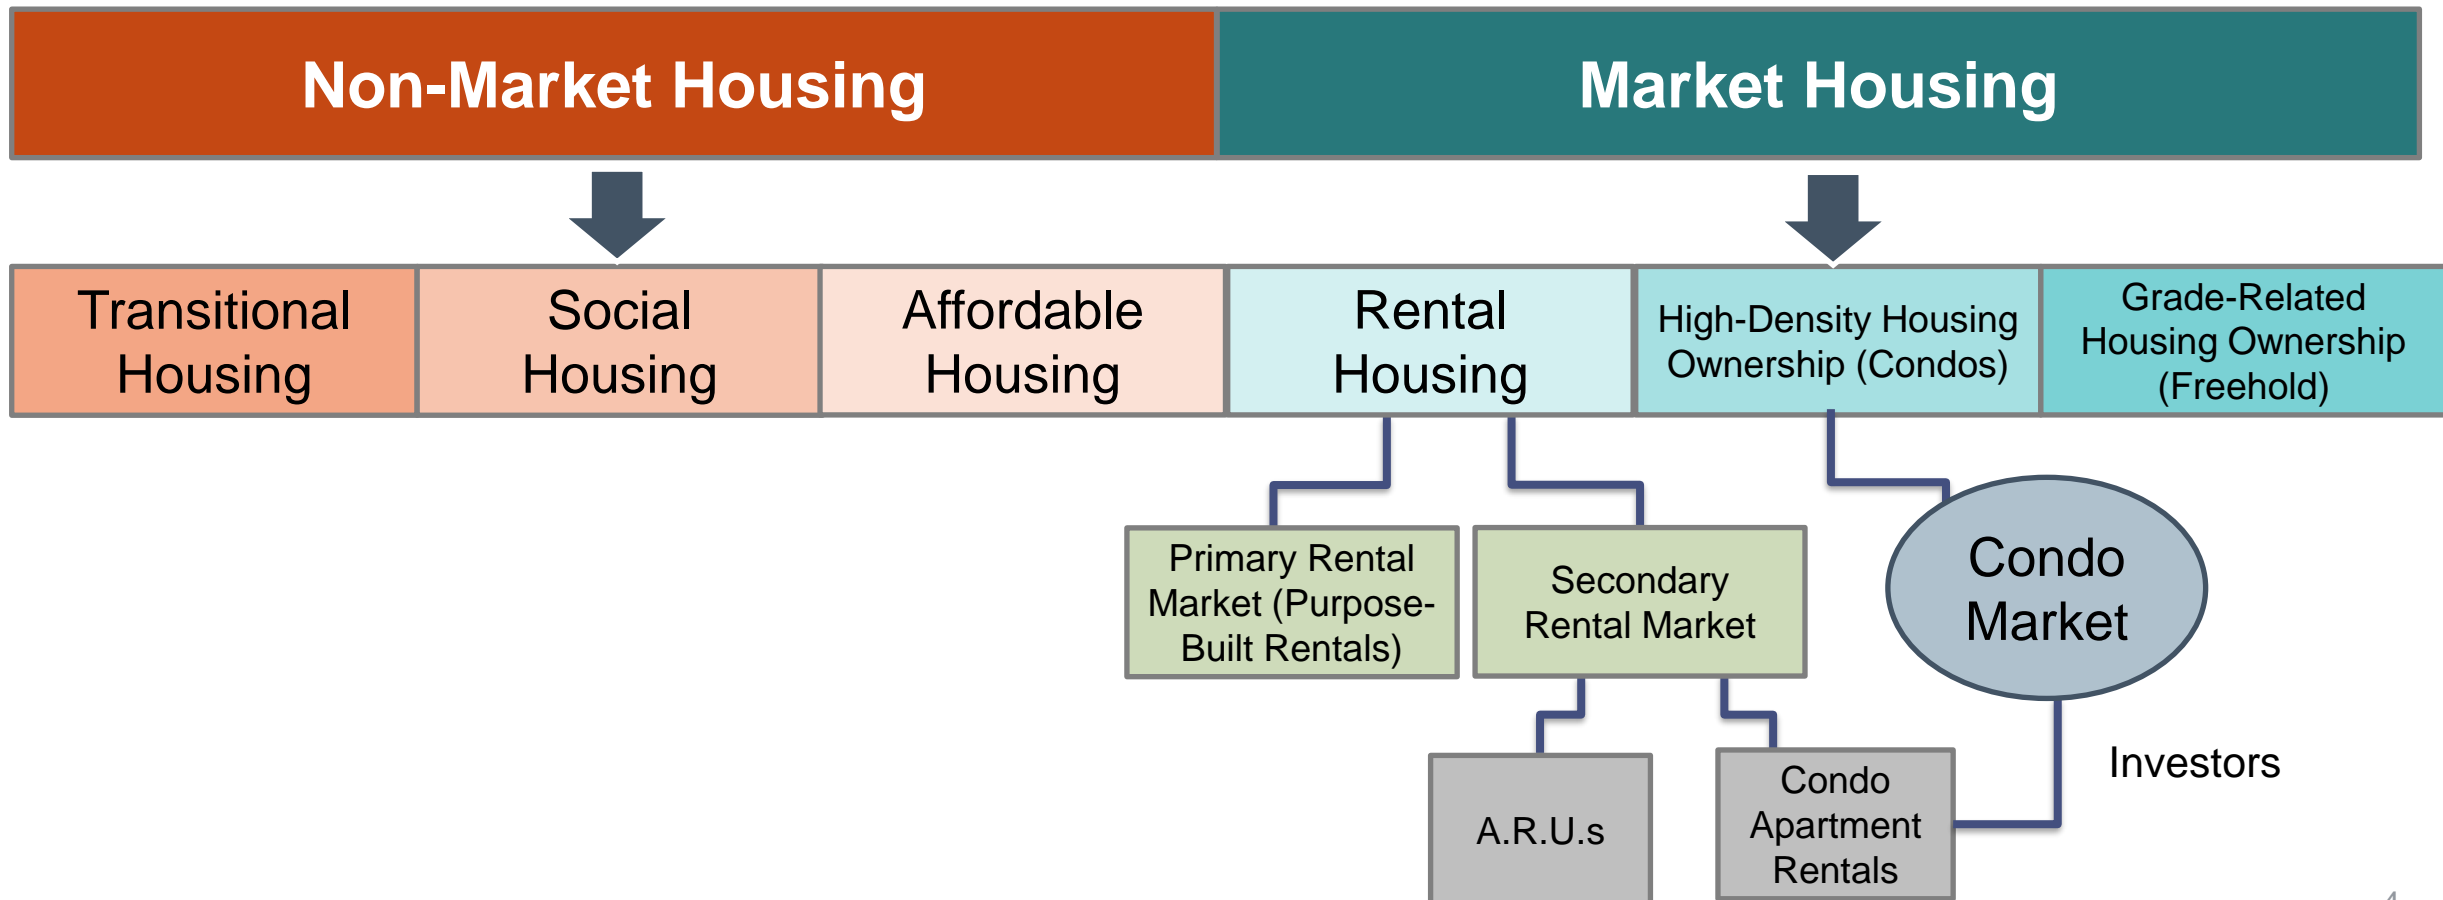 Non-Market Housing
Market Housing
Transitional
Housing
Social
Housing
Affordable
Housing
Rental
Housing
High-Density Housing
Ownership (Condos)
Grade-Related
Housing Ownership
(Freehold)
Primary Rental
Market (Purpose-
Built Rentals)
Secondary
Rental Market
Condo
Market
A.R.U.s
Condo
Apartment
Rentals
Investors
4